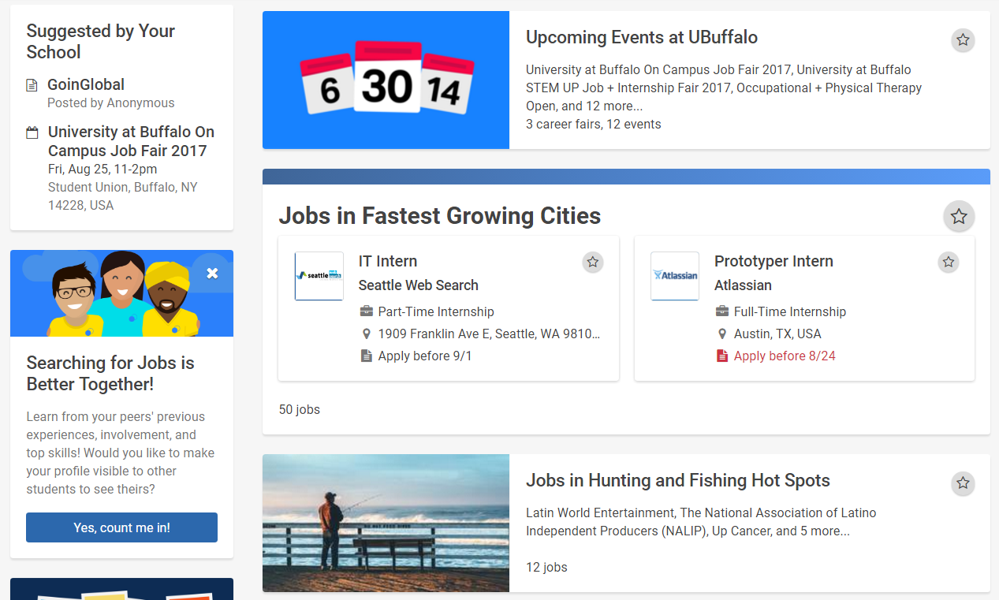 Suggested by Your
School
GoinGlobal
Posted by Anonymous
University at Buffalo On
Campus Job Fair 2017
Fri, Aug 25, 11-2pm
Student Union, Buffalo, NY
14228, USA
Searching for Jobs is
Better Together!
Learn from your peers' previous
experiences, involvement, and
top skills! Would you like to make
your profile visible to other
students to see theirs?
Yes, count me in!
6 30 14
Upcoming Events at UBuffalo
University at Buffalo On Campus Job Fair 2017, University at Buffalo
STEM UP Job + Internship Fair 2017, Occupational + Physical Therapy
Open, and 12 more...
3 career fairs, 12 events
Jobs in Fastest Growing Cities
seattle
IT Intern
Seattle Web Search
Part-Time Internship
1909 Franklin Ave E, Seattle, WA 9810...
Apply before 9/1
Atlassian
Prototyper Intern
Atlassian
Full-Time Internship
Austin, TX, USA
Apply before 8/24
50 jobs
Jobs in Hunting and Fishing Hot Spots
Latin World Entertainment, The National Association of Latino
Independent Producers (NALIP), Up Cancer, and 5 more...
12 jobs